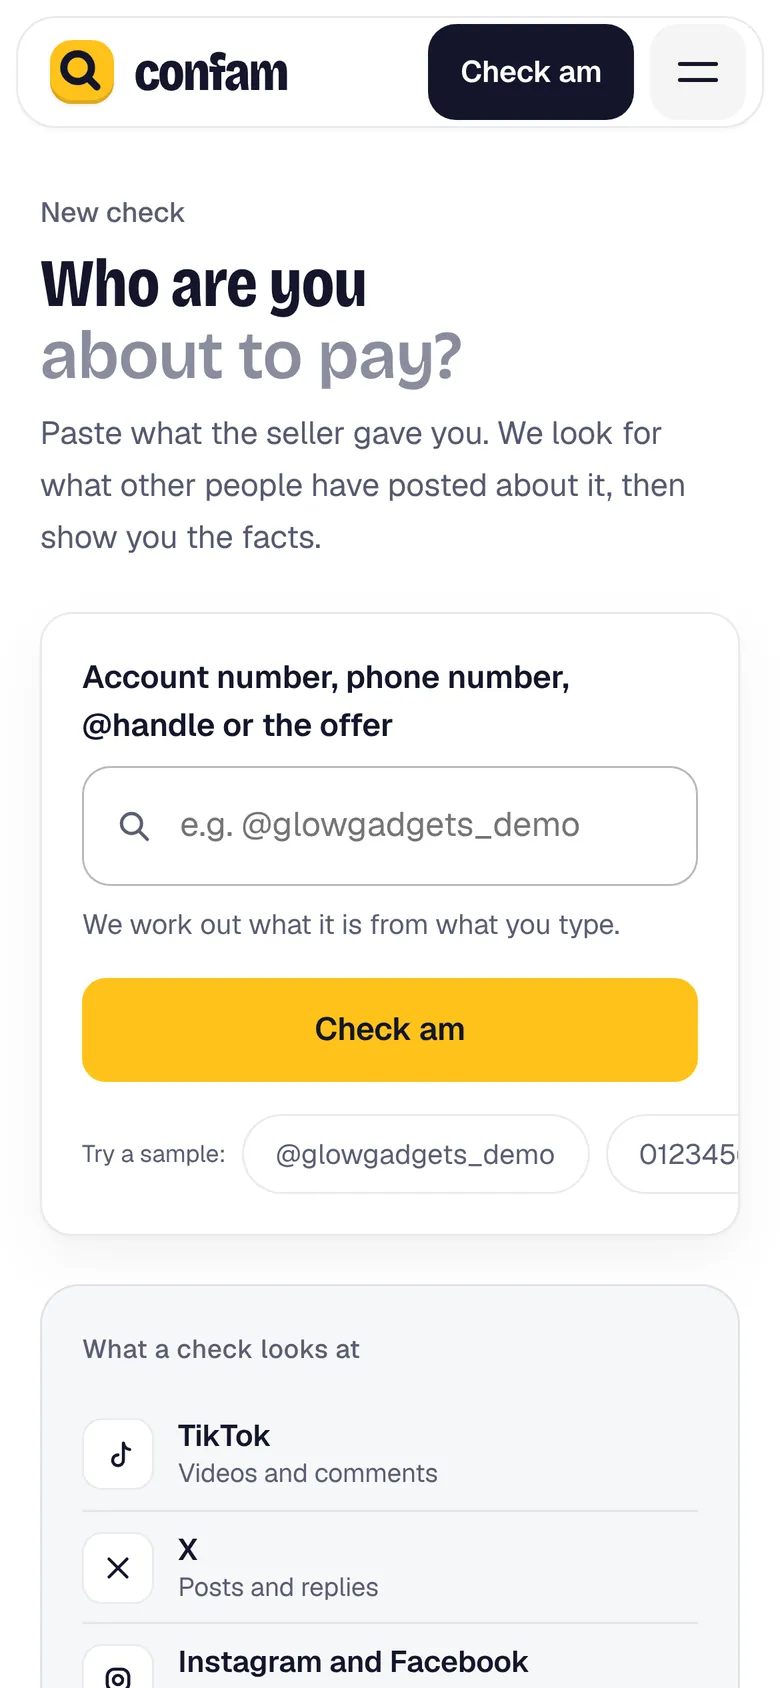 confam
Check am
New check
Who are you
about to pay?
Paste what the seller gave you. We look for
what other people have posted about it, then
show you the facts.
Account number, phone number,
@handle or the offer
e.g. @glowgadgets_demo
We work out what it is from what you type.
Check am
Try a sample: @glowgadgets_demo 012345
What a check looks at
TikTok
Videos and comments
X
Posts and replies
Instagram and Facebook